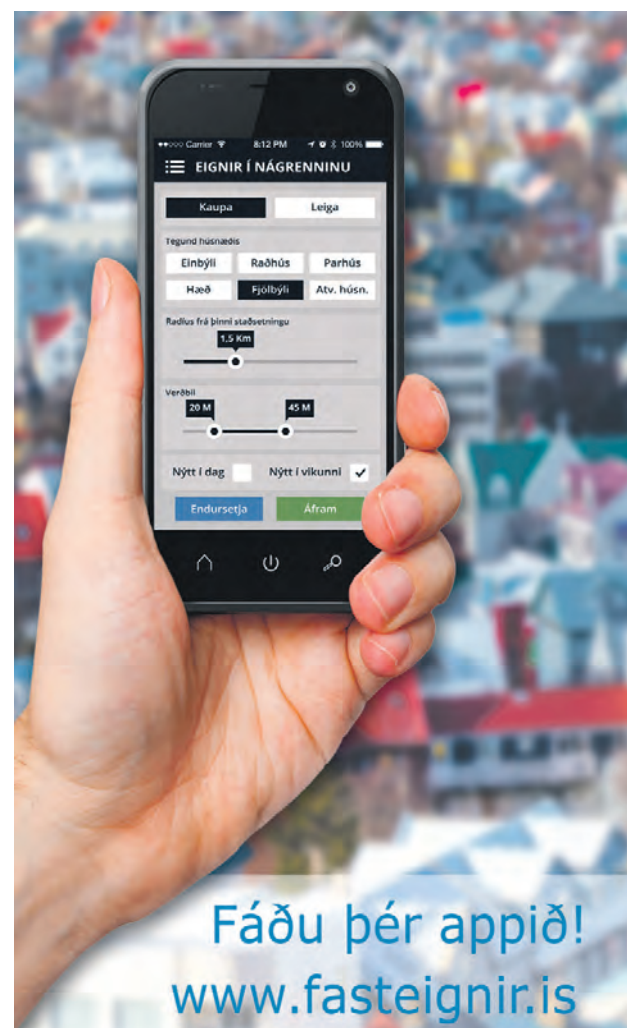 Carrier 8:12 PM 100%
EIGNIR Í NÁGRENNINU
Kaupa Leiga
Tegund húsnæðis
Einbýli Raðhús Parhús
Hæð Fjölbýli Atv. húsn.
Radíus frá þinni staðsetningu
1,5 Km
Verðbil
20 M 45 M
Nýtt í dag Nýtt í vikunni
Endursetja Áfram
Fáðu þér appið!
www.fasteignir.is